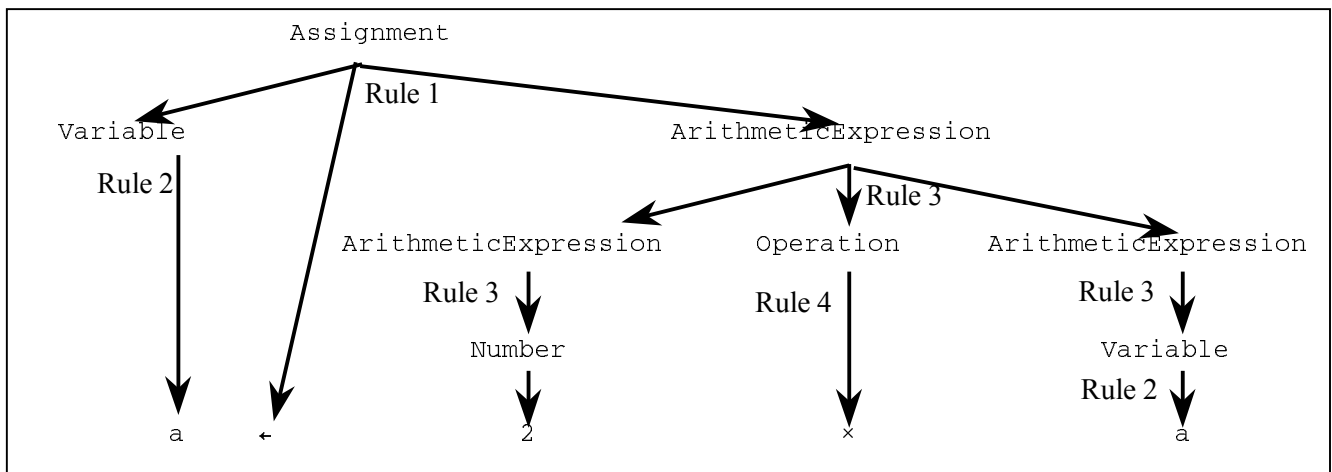 Assignment
Rule 1
Variable ArithmeticExpression
Rule 2 Rule 3
ArithmeticExpression Operation ArithmeticExpression
Rule 3 Rule 4 Rule 3
Number Variable
Rule 2
a ← 2 × a